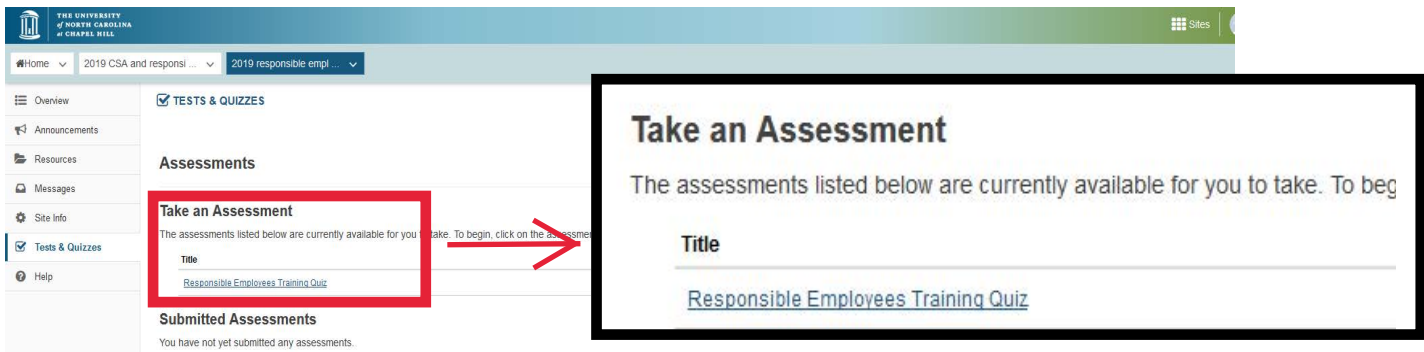 THE UNIVERSITY
of NORTH CAROLINA
at CHAPEL HILL
Sites
Home
2019 CSA and responsi ...
2019 responsible empl ...
Overview
Announcements
Resources
Messages
Site Info
Tests & Quizzes
Help
TESTS & QUIZZES
Assessments
Take an Assessment
The assessments listed below are currently available for you to take. To begin, click on the assessmen
Title
Responsible Employees Training Quiz
Submitted Assessments
You have not yet submitted any assessments.
Take an Assessment
The assessments listed below are currently available for you to take. To beg
Title
Responsible Employees Training Quiz